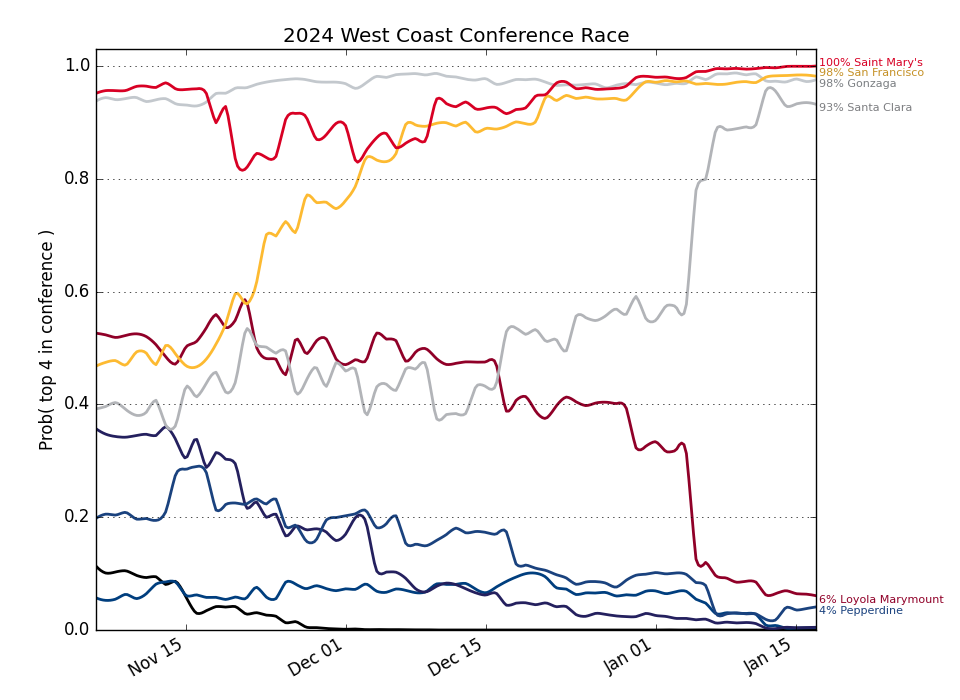 2024 West Coast Conference Race
Prob( top 4 in conference )
1.0
0.8
0.6
0.4
0.2
0.0
Nov 15
Dec 01
Dec 15
Jan 01
Jan 15
100% Saint Mary's
98% San Francisco
98% Gonzaga
93% Santa Clara
6% Loyola Marymount
4% Pepperdine